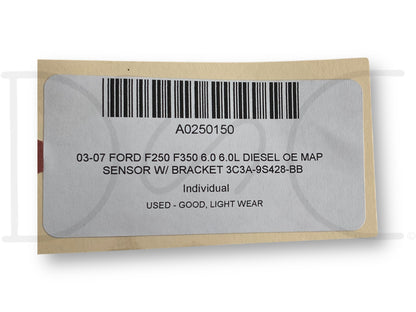 A0250150
03-07 FORD F250 F350 6.0 6.0L DIESEL OE MAP
SENSOR W/ BRACKET 3C3A-9S428-BB
Individual
USED - GOOD, LIGHT WEAR